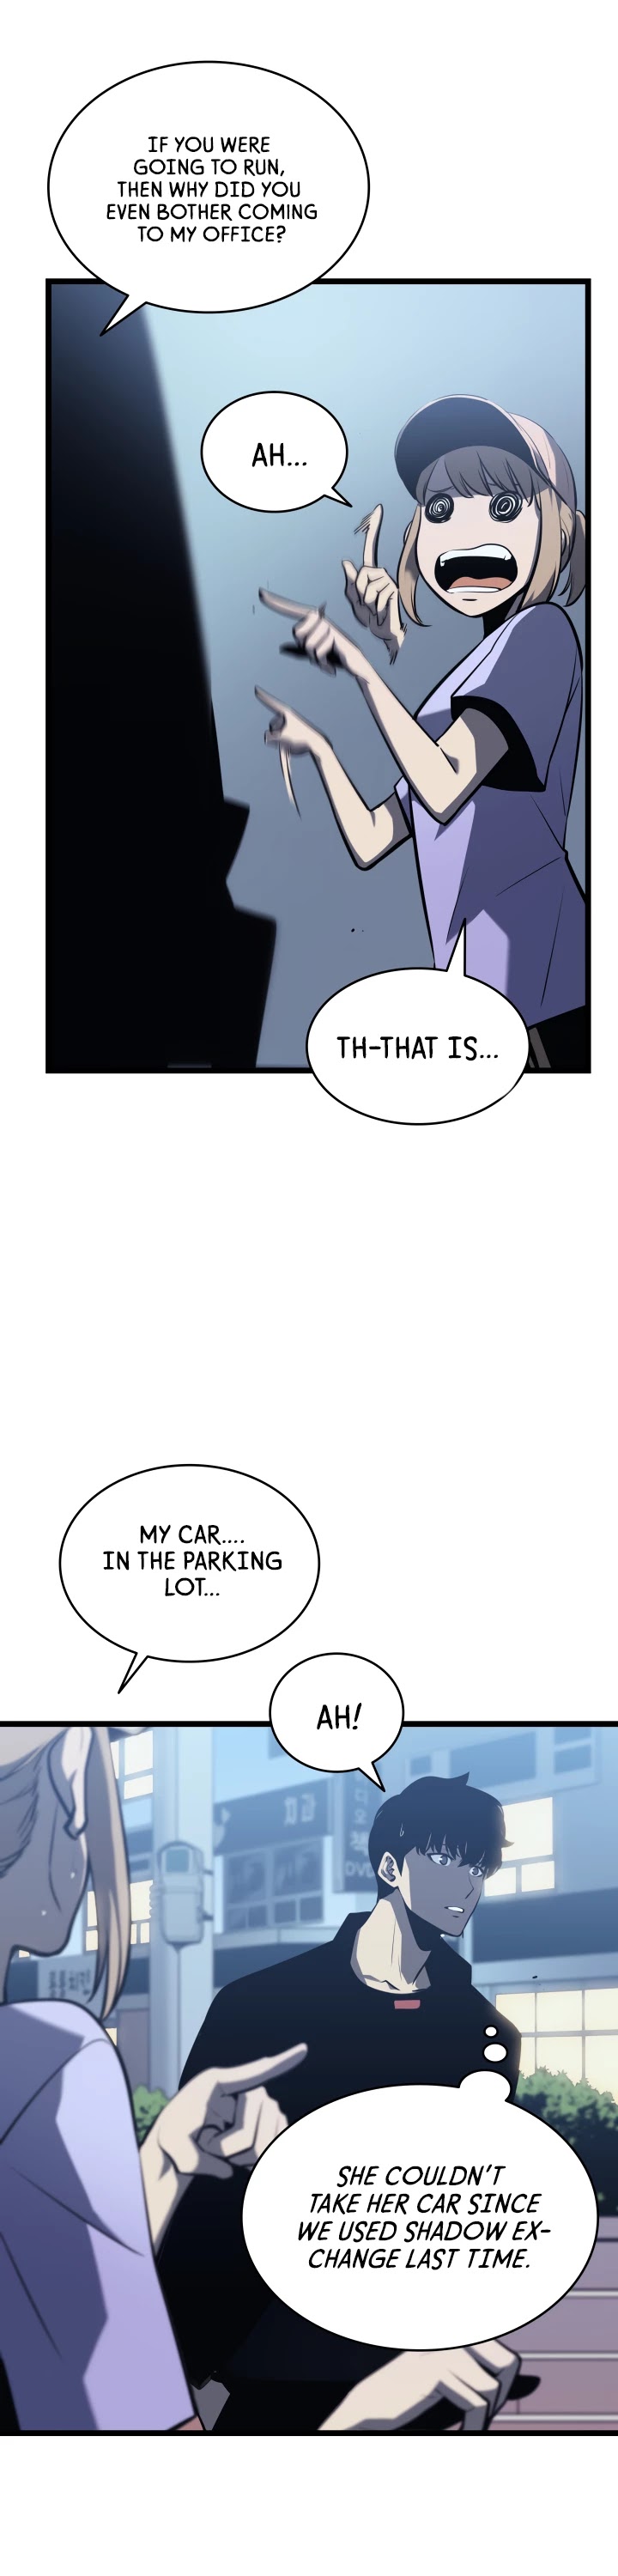 IF YOU WERE
GOING TO RUN,
THEN WHY DID YOU
EVEN BOTHER COMING
TO MY OFFICE?
AH...
TH-THAT IS...
MY CAR....
IN THE PARKING
LOT...
AH!
DVD
SHE COULDN'T
TAKE HER CAR SINCE
WE USED SHADOW EX-
CHANGE LAST TIME.